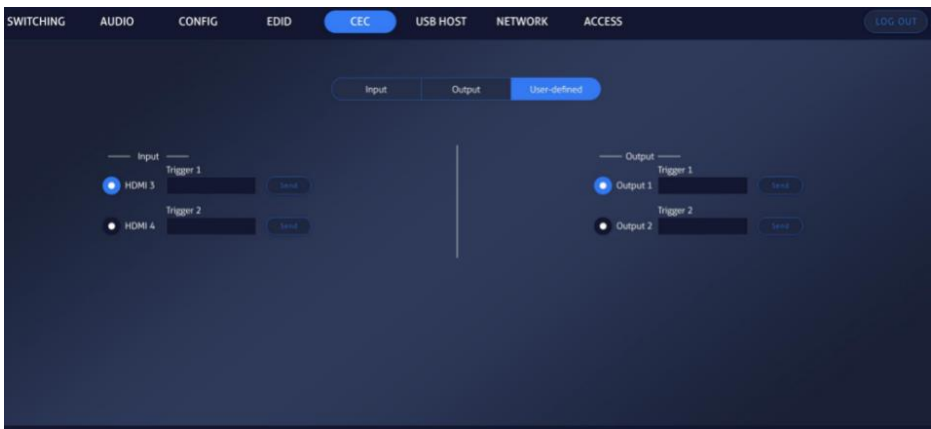 SWITCHING AUDIO CONFIG EDID CEC USB HOST NETWORK ACCESS LOG OUT
Input Output User-defined
Input Output
Trigger 1 Trigger 1
HDMI 3 Send Output 1 Send
Trigger 2 Trigger 2
HDMI 4 Send Output 2 Send